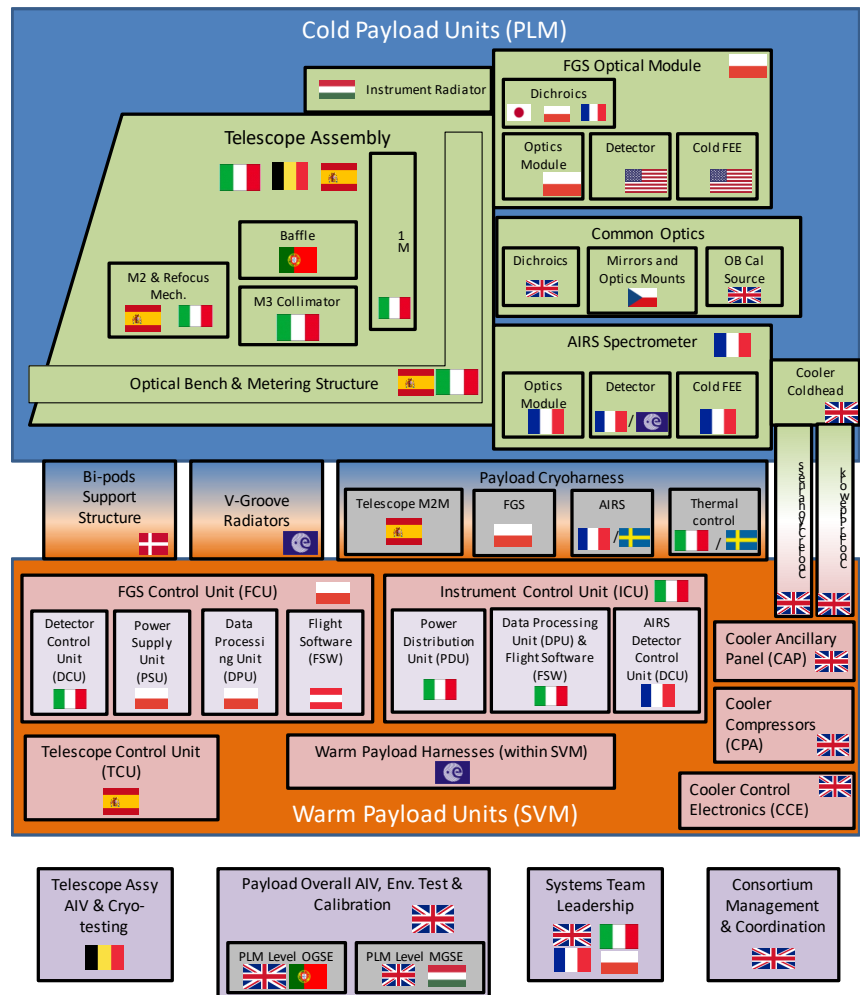 Cold Payload Units (PLM)
FGS Optical Module
Instrument Radiator
Dichroics
Telescope Assembly
Optics
Module
Detector
Cold FEE
1
M
Baffle
Common Optics
M2 & Refocus
Mech.
Dichroics
Mirrors and
Optics Mounts
OB Cal
Source
M3 Collimator
AIRS Spectrometer
Optical Bench & Metering Structure
Optics
Module
Detector
/
Cold FEE
Cooler
Coldhead
Bi-pods
Support
Structure
V-Groove
Radiators
Payload Cryoharness
Telescope M2M
FGS
AIRS
/
Thermal
control
/
FGS Control Unit (FCU)
Detector
Control
Unit
(DCU)
Power
Supply
Unit
(PSU)
Data
Processi
ng Unit
(DPU)
Flight
Software
(FSW)
Instrument Control Unit (ICU)
Power
Distribution
Unit (PDU)
Data Processing
Unit (DPU) &
Flight Software
(FSW)
AIRS
Detector
Control
Unit (DCU)
Cooler Ancillary
Panel (CAP)
Cooler
Compressors
(CPA)
Telescope Control Unit
(TCU)
Warm Payload Harnesses (within SVM)
Cooler Control
Electronics (CCE)
Warm Payload Units (SVM)
Telescope Assy
AIV & Cryo-
testing
Payload Overall AIV, Env. Test &
Calibration
PLM Level OGSE
PLM Level MGSE
Systems Team
Leadership
Consortium
Management
& Coordination